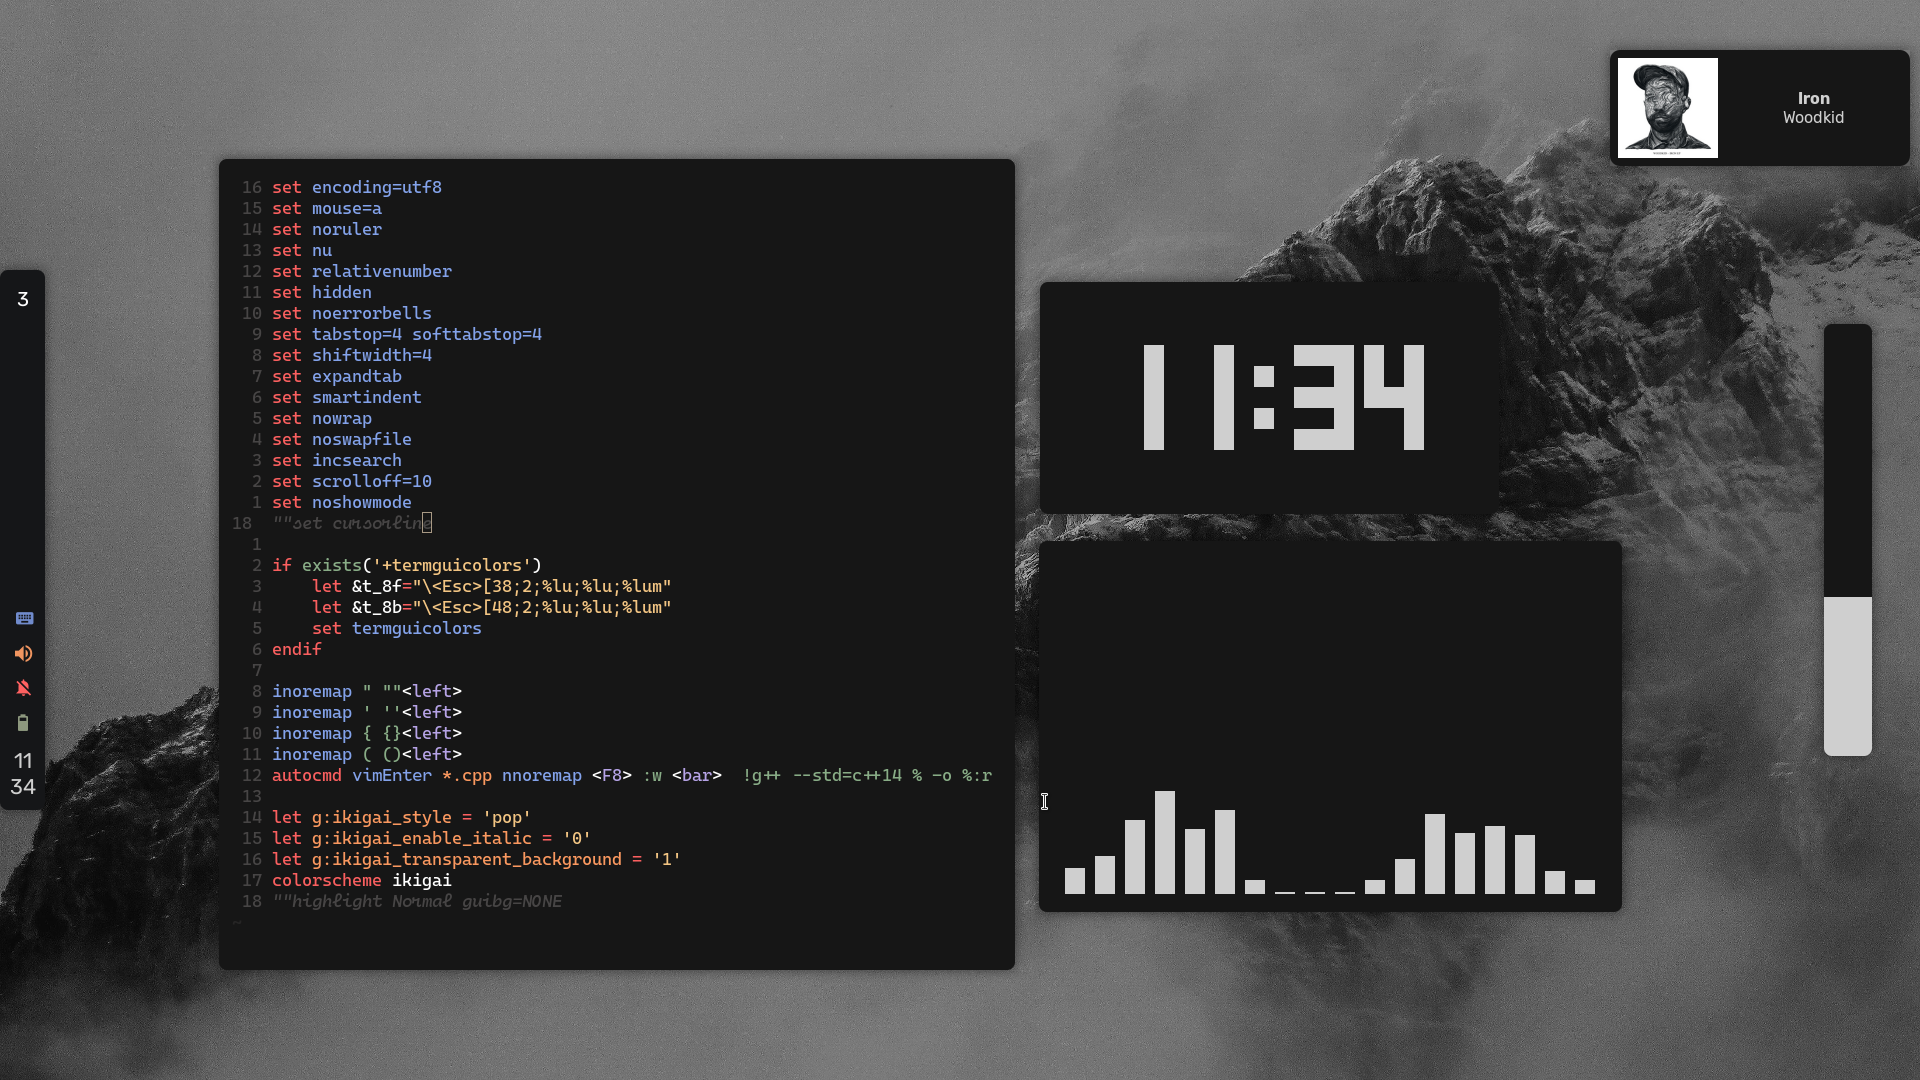 3
11
34
16 set encoding=utf8
15 set mouse=a
14 set noruler
13 set nu
12 set relativenumber
11 set hidden
10 set noerrorbells
9 set tabstop=4 softtabstop=4
8 set shiftwidth=4
7 set expandtab
6 set smartindent
5 set nowrap
4 set noswapfile
3 set incsearch
2 set scrolloff=10
1 set noshowmode
18 ""set cursorline
1
2 if exists('+termguicolors')
3     let &t_8f="\<Esc>[38;2;%lu;%lu;%lum"
4     let &t_8b="\<Esc>[48;2;%lu;%lu;%lum"
5     set termguicolors
6 endif
7
8 inoremap " ""<left>
9 inoremap ' ''<left>
10 inoremap { {}<left>
11 inoremap ( ()<left>
12 autocmd vimEnter *.cpp nnoremap <F8> :w <bar>  !g++ --std=c++14 % -o %:r
13
14 let g:ikigai_style = 'pop'
15 let g:ikigai_enable_italic = '0'
16 let g:ikigai_transparent_background = '1'
17 colorscheme ikigai
18 ""highlight Normal guibg=NONE
~
11:34
Iron
Woodkid